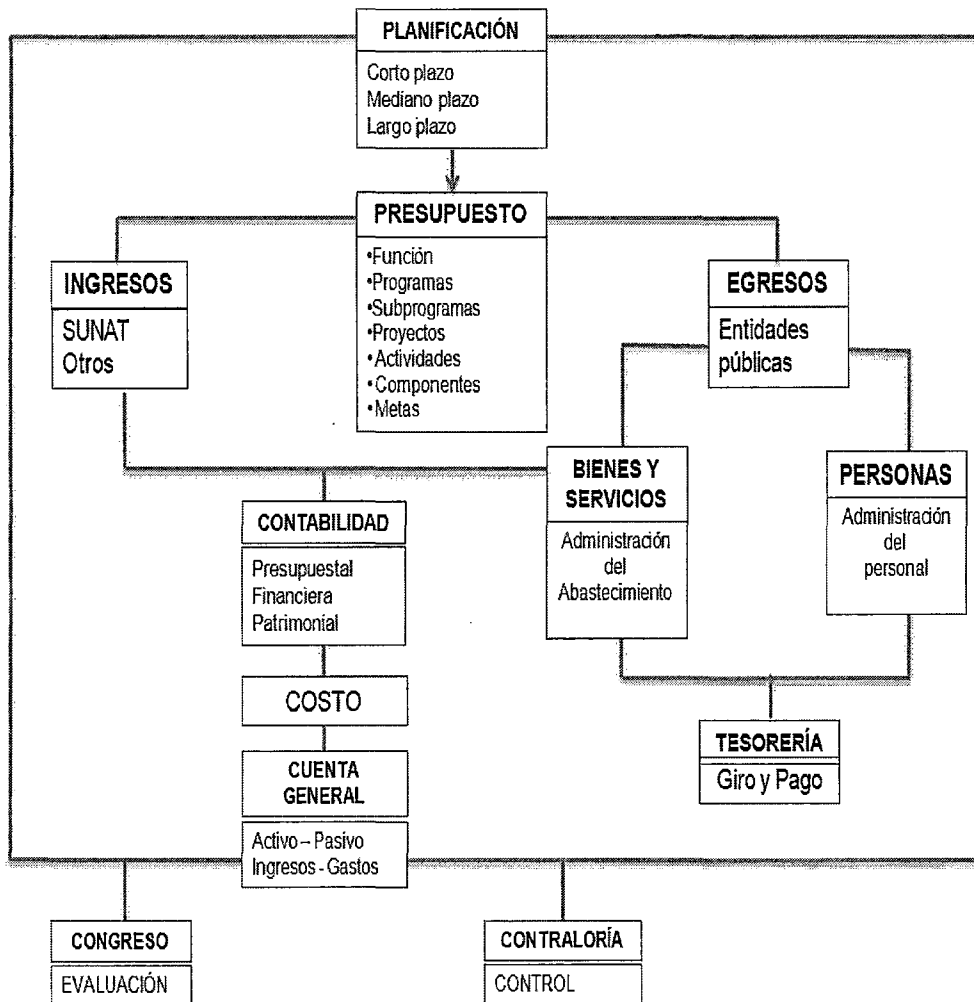 PLANIFICACIÓN
Corto plazo
Mediano plazo
Largo plazo
PRESUPUESTO
•Función
•Programas
•Subprogramas
•Proyectos
•Actividades
•Componentes
•Metas
INGRESOS
SUNAT
Otros
EGRESOS
Entidades
públicas
BIENES Y
SERVICIOS
Administración
del
Abastecimiento
PERSONAS
Administración
del
personal
CONTABILIDAD
Presupuestal
Financiera
Patrimonial
COSTO
CUENTA
GENERAL
Activo – Pasivo
Ingresos - Gastos
TESORERÍA
Giro y Pago
CONGRESO
EVALUACIÓN
CONTRALORÍA
CONTROL